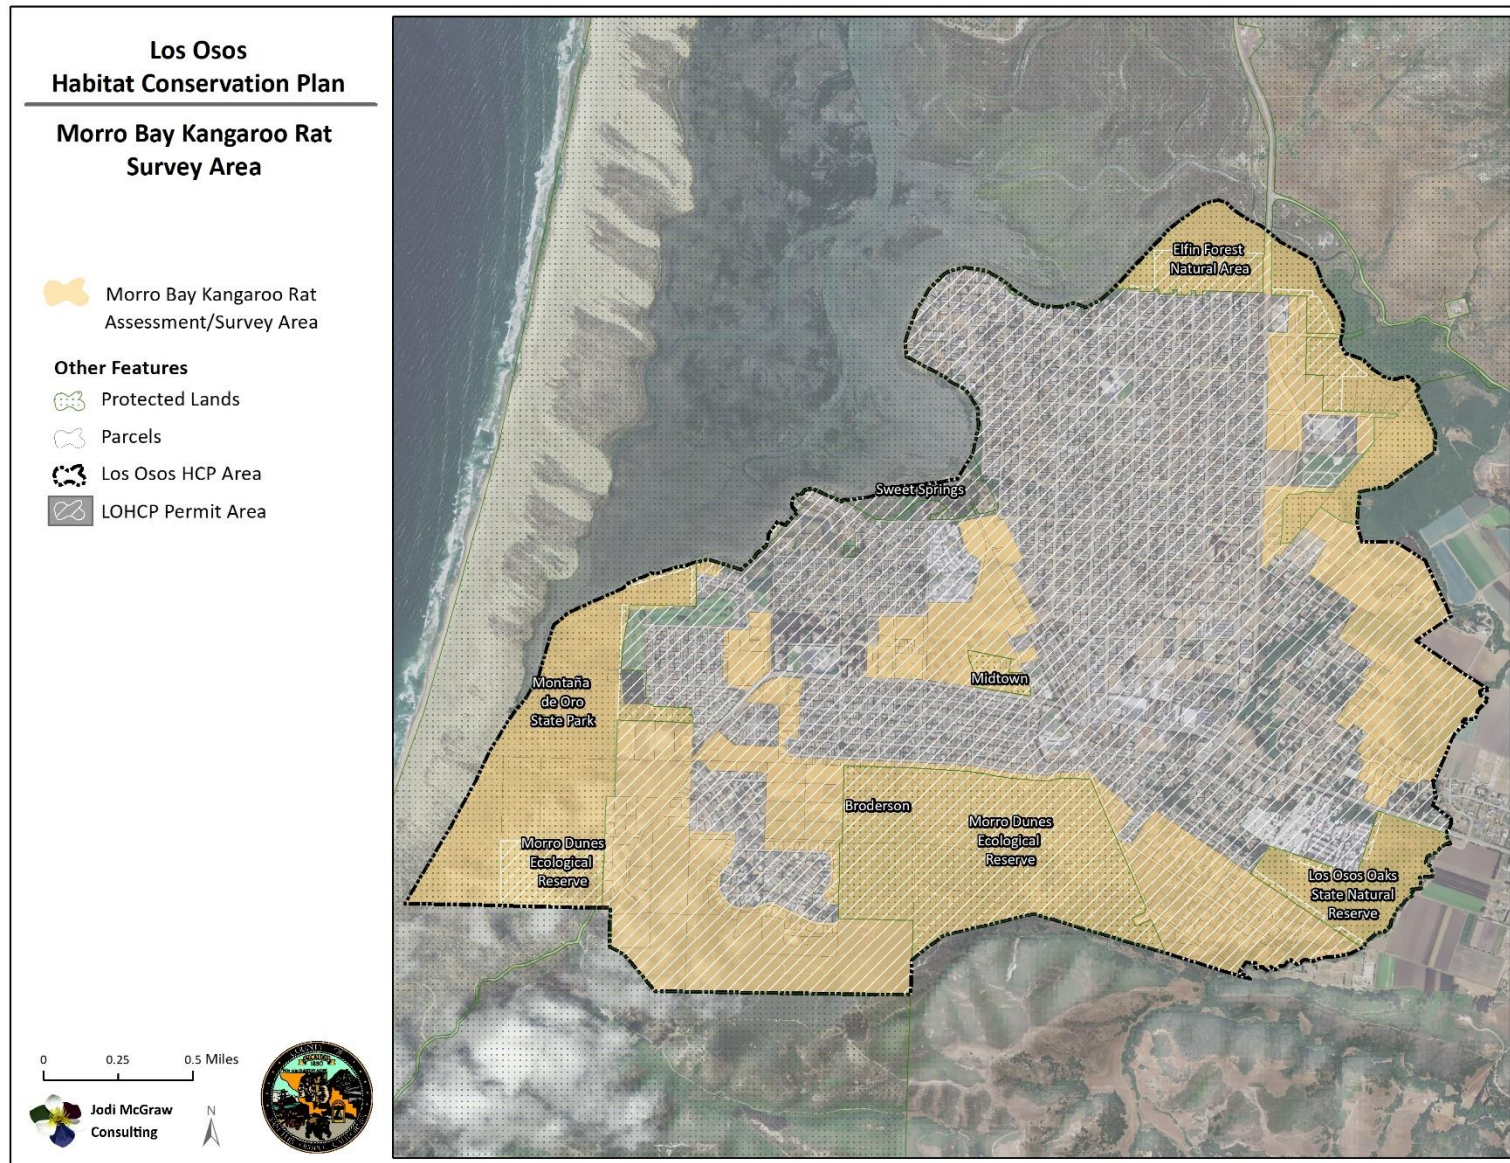 Los Osos
Habitat Conservation Plan
Morro Bay Kangaroo Rat
Survey Area
Morro Bay Kangaroo Rat
Assessment/Survey Area
Other Features
Protected Lands
Parcels
Los Osos HCP Area
LOHCP Permit Area
0 0.25 0.5 Miles
Jodi McGraw
Consulting
N
Elfin Forest
Natural Area
Sweet Springs
Midtown
Montaña
de Oro
State Park
Broderson
Morro Dunes
Ecological
Reserve
Morro Dunes
Ecological
Reserve
Los Osos Oaks
State Natural
Reserve